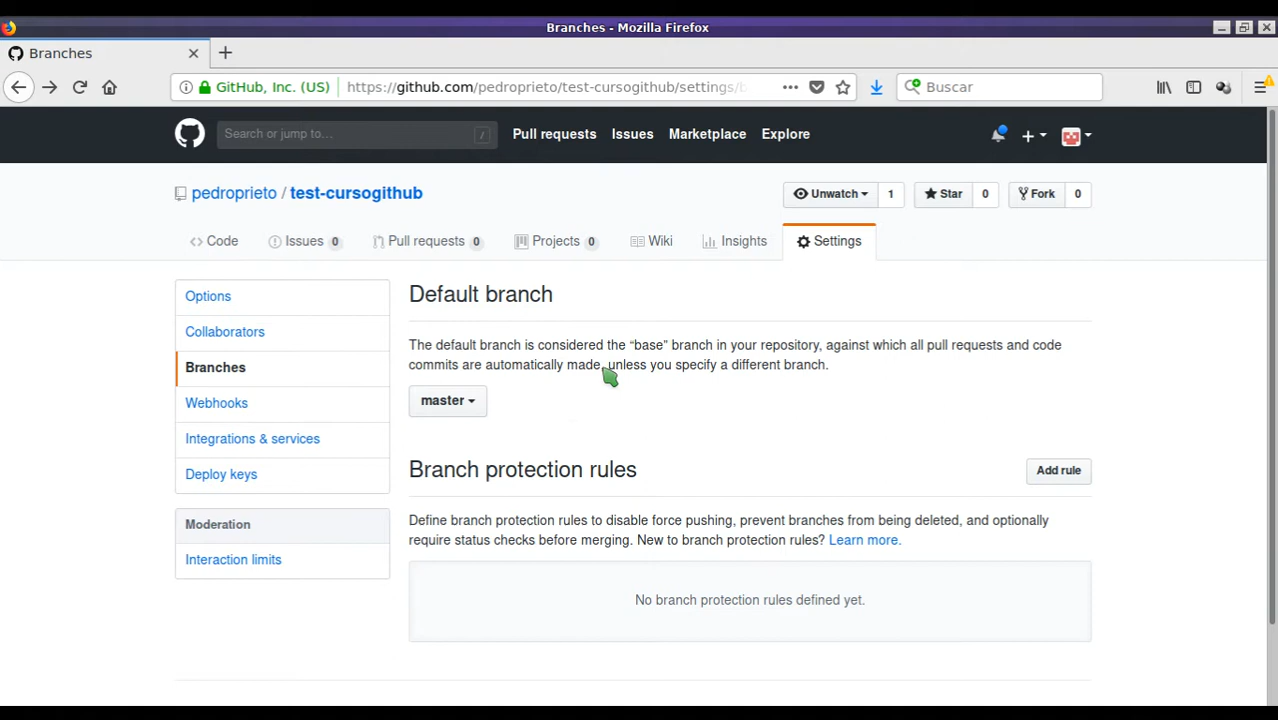 Branches - Mozilla Firefox
Branches
GitHub, Inc. (US) https://github.com/pedroprieto/test-cursogithub/settings/b
Buscar
Search or jump to... / Pull requests Issues Marketplace Explore
pedroprieto / test-cursogithub Unwatch 1 Star 0 Fork 0
Code Issues 0 Pull requests 0 Projects 0 Wiki Insights Settings
Options
Collaborators
Branches
Webhooks
Integrations & services
Deploy keys
Moderation
Interaction limits
Default branch
The default branch is considered the “base” branch in your repository, against which all pull requests and code
commits are automatically made, unless you specify a different branch.
master
Branch protection rules Add rule
Define branch protection rules to disable force pushing, prevent branches from being deleted, and optionally
require status checks before merging. New to branch protection rules? Learn more.
No branch protection rules defined yet.